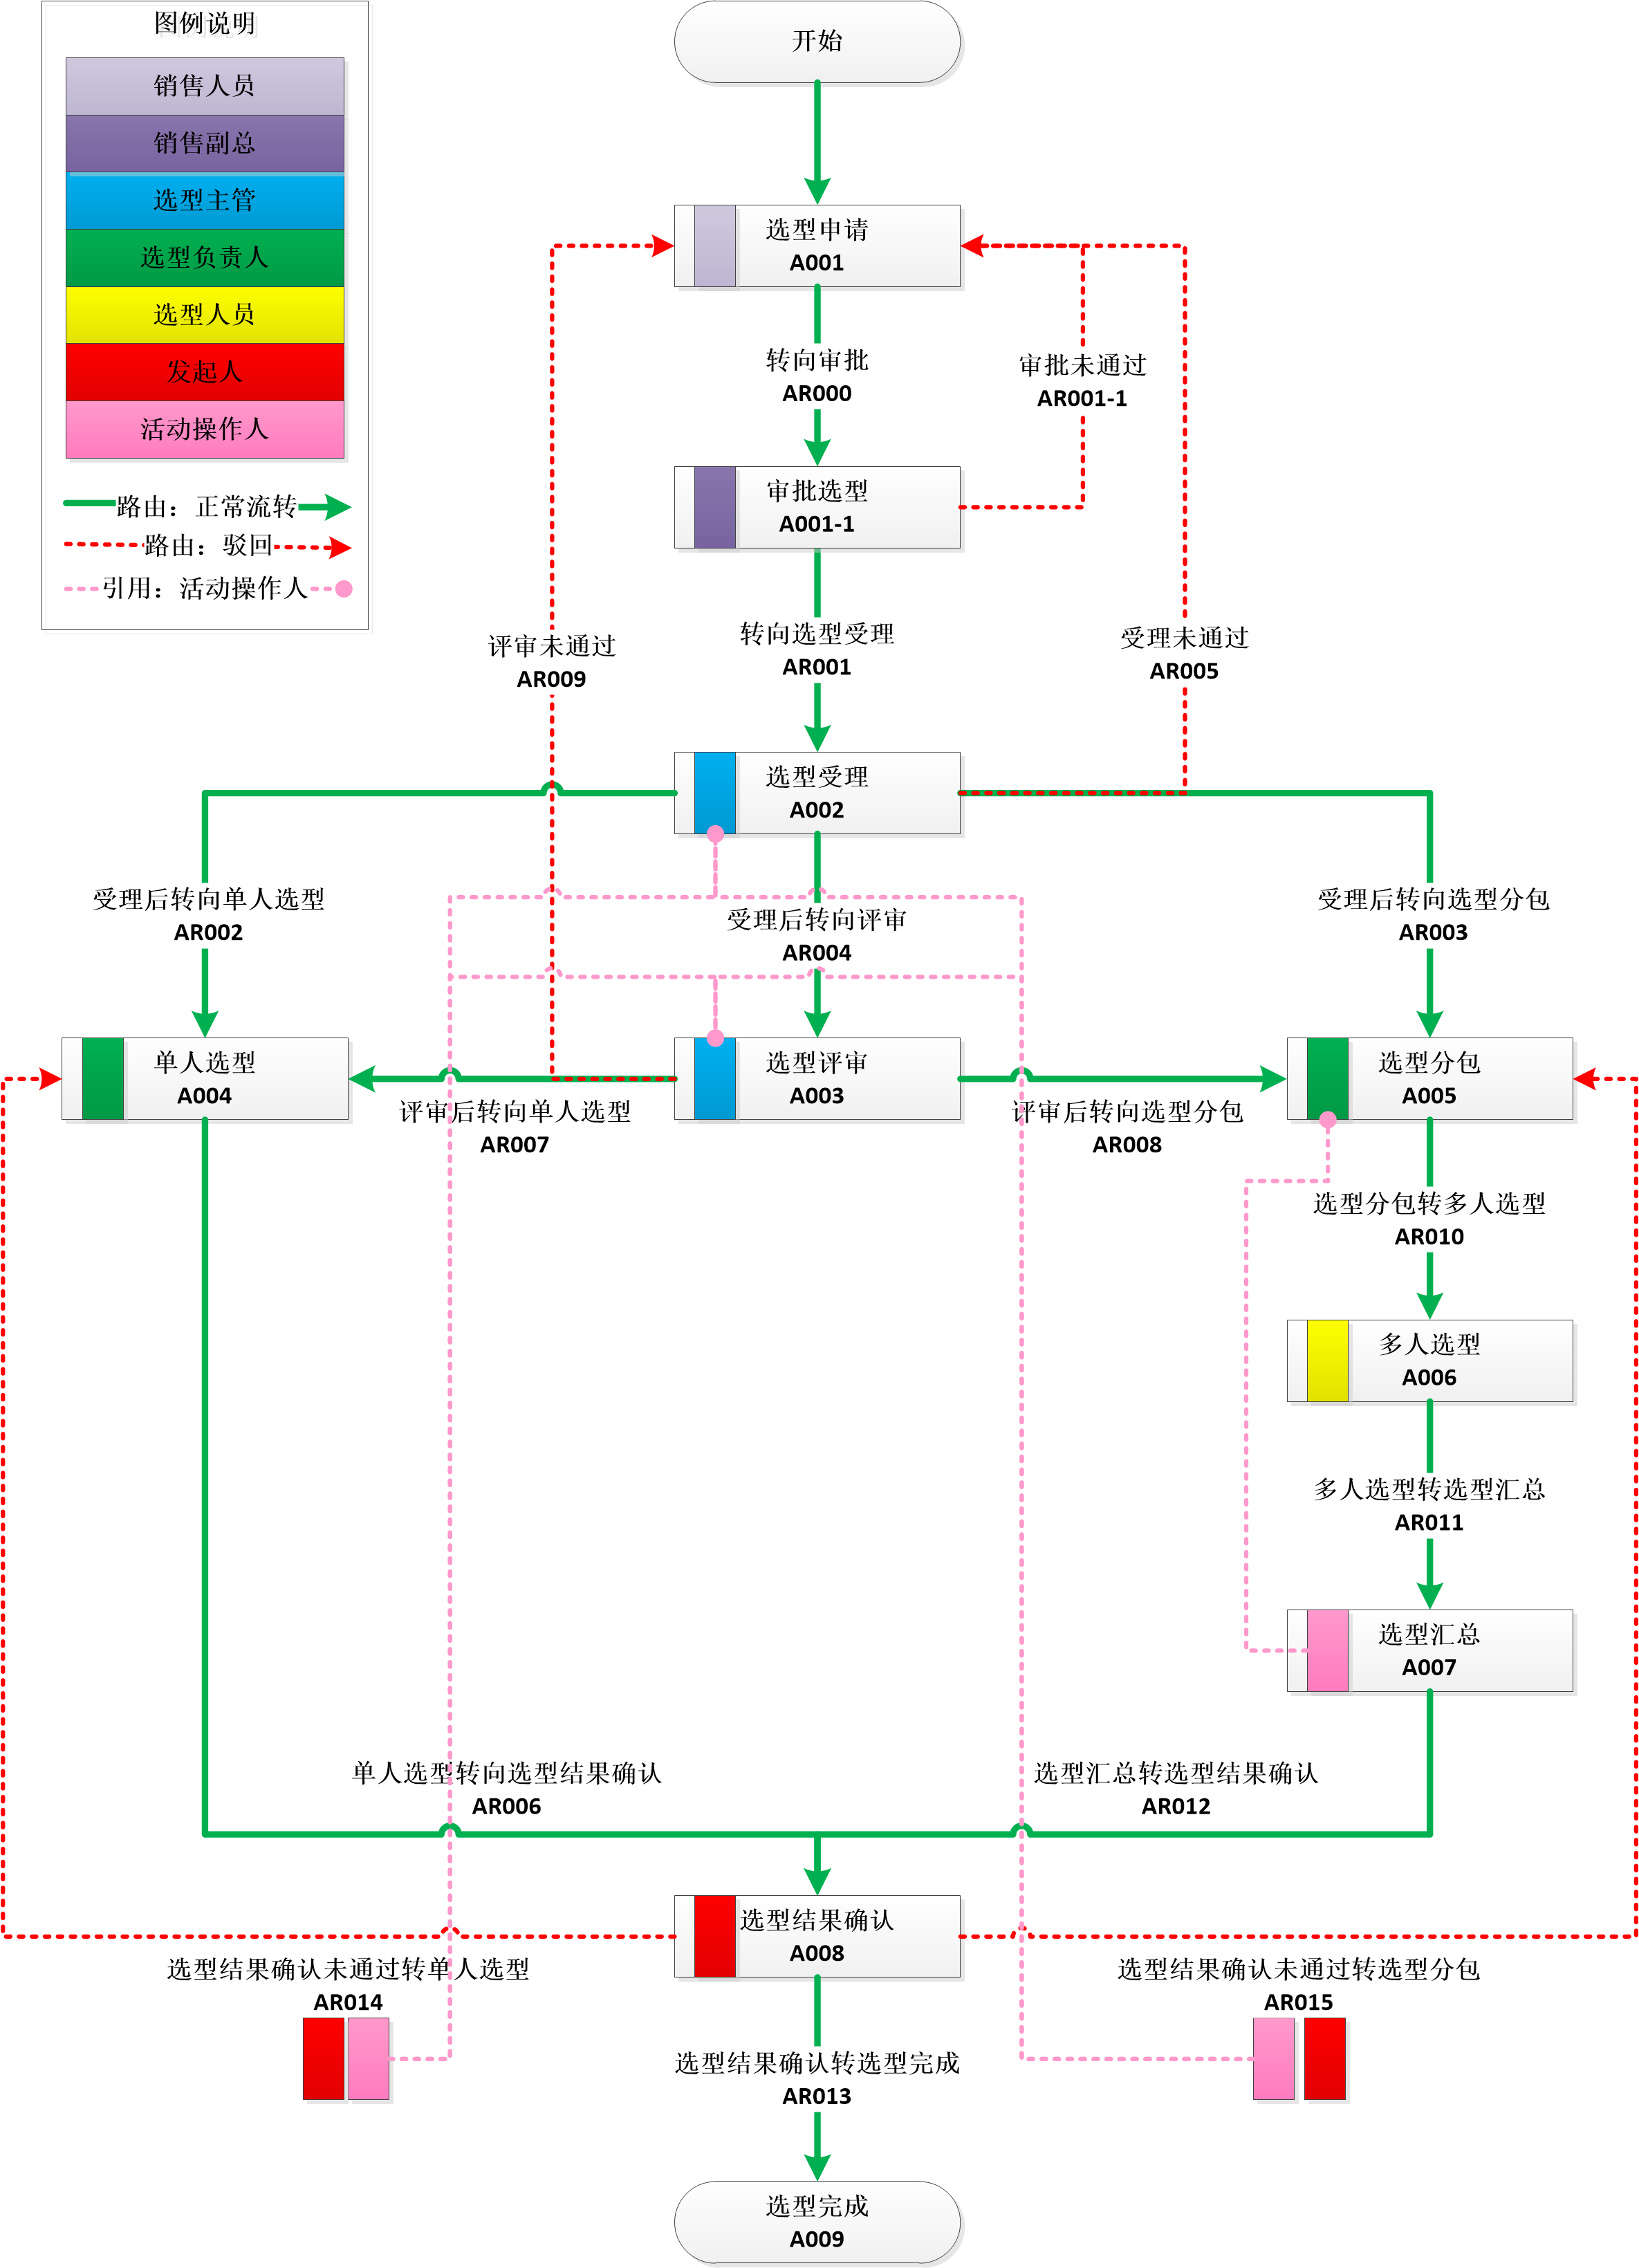 图例说明
销售人员
销售副总
选型主管
选型负责人
选型人员
发起人
活动操作人
路由：正常流转
路由：驳回
引用：活动操作人
开始
选型申请
A001
转向审批
AR000
审批未通过
AR001-1
审批选型
A001-1
评审未通过
AR009
转向选型受理
AR001
受理未通过
AR005
选型受理
A002
受理后转向单人选型
AR002
受理后转向评审
AR004
受理后转向选型分包
AR003
单人选型
A004
选型评审
A003
选型分包
A005
评审后转向单人选型
AR007
评审后转向选型分包
AR008
选型分包转多人选型
AR010
多人选型
A006
多人选型转选型汇总
AR011
选型汇总
A007
单人选型转向选型结果确认
AR006
选型汇总转选型结果确认
AR012
选型结果确认
A008
选型结果确认未通过转单人选型
AR014
选型结果确认未通过转选型分包
AR015
选型结果确认转选型完成
AR013
选型完成
A009